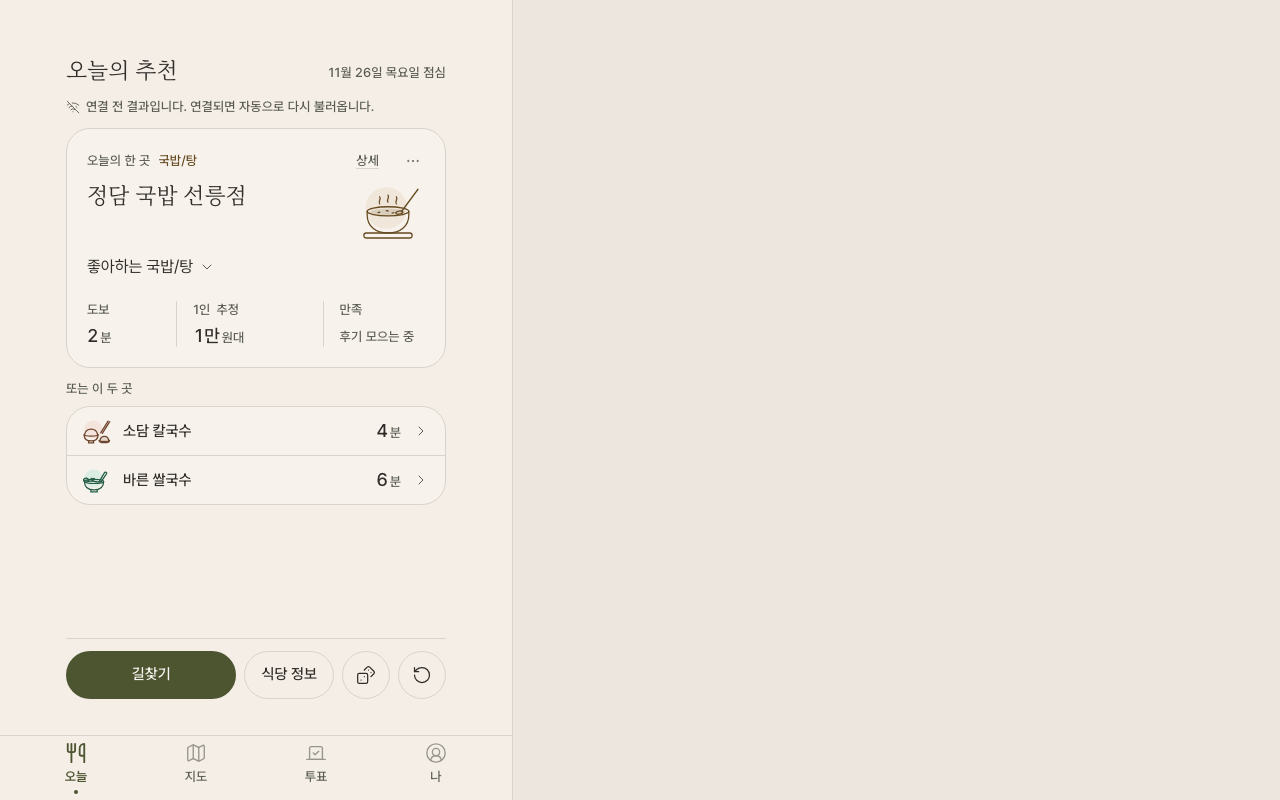 오늘의 추천
11월 26일 목요일 점심
연결 전 결과입니다. 연결되면 자동으로 다시 불러옵니다.
오늘의 한 곳 국밥/탕
상세
정담 국밥 선릉점
좋아하는 국밥/탕
도보
1인 추정
만족
2분
1만원대
후기 모으는 중
또는 이 두 곳
소담 칼국수
4분
바른 쌀국수
6분
길찾기
식당 정보
오늘
지도
투표
나